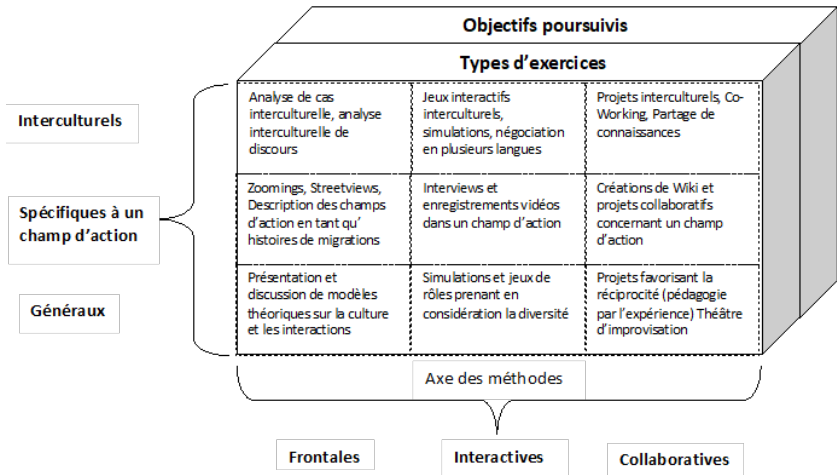 Objectifs poursuivis
Types d’exercices
Interculturels
Analyse de cas
interculturelle, analyse
interculturelle de
discours
Jeux interactifs
interculturels,
simulations, négociation
en plusieurs langues
Projets interculturels, Co-
Working, Partage de
connaissances
Spécifiques à un
champ d’action
Zoomings, Streetviews,
Description des champs
d’action en tant qu’
histoires de migrations
Interviews et
enregistrements vidéos
dans un champ d’action
Créations de Wiki et
projets collaboratifs
concernant un champ
d’action
Généraux
Présentation et
discussion de modèles
théoriques sur la culture
et les interactions
Simulations et jeux de
rôles prenant en
considération la diversité
Projets favorisant la
réciprocité (pédagogie
par l’expérience) Théâtre
d’improvisation
Axe des méthodes
Frontales
Interactives
Collaboratives